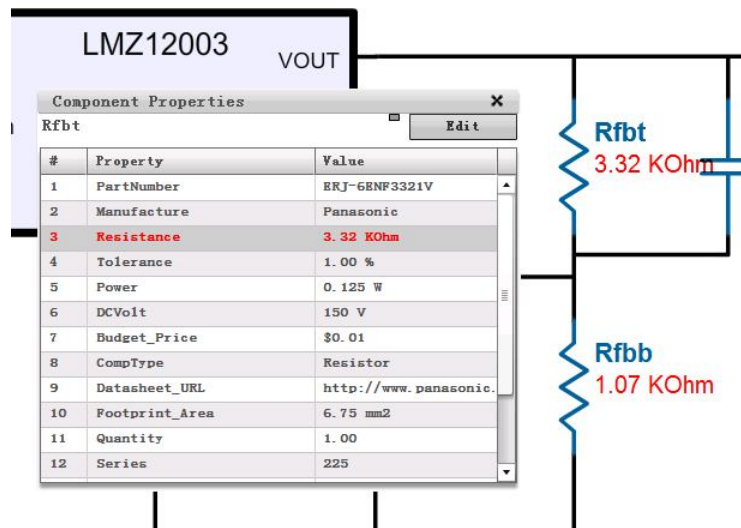 LMZ12003
VOUT
Component Properties
Rfbt
Edit
# Property Value
1 PartNumber ERJ-6ENF3321V
2 Manufacture Panasonic
3 Resistance 3.32 KOhm
4 Tolerance 1.00 %
5 Power 0.125 W
6 DCVolt 150 V
7 Budget_Price $0.01
8 CompType Resistor
9 Datasheet_URL http://www.panasonic.
10 Footprint_Area 6.75 mm2
11 Quantity 1.00
12 Series 225
Rfbt
3.32 KOhm
Rfbb
1.07 KOhm